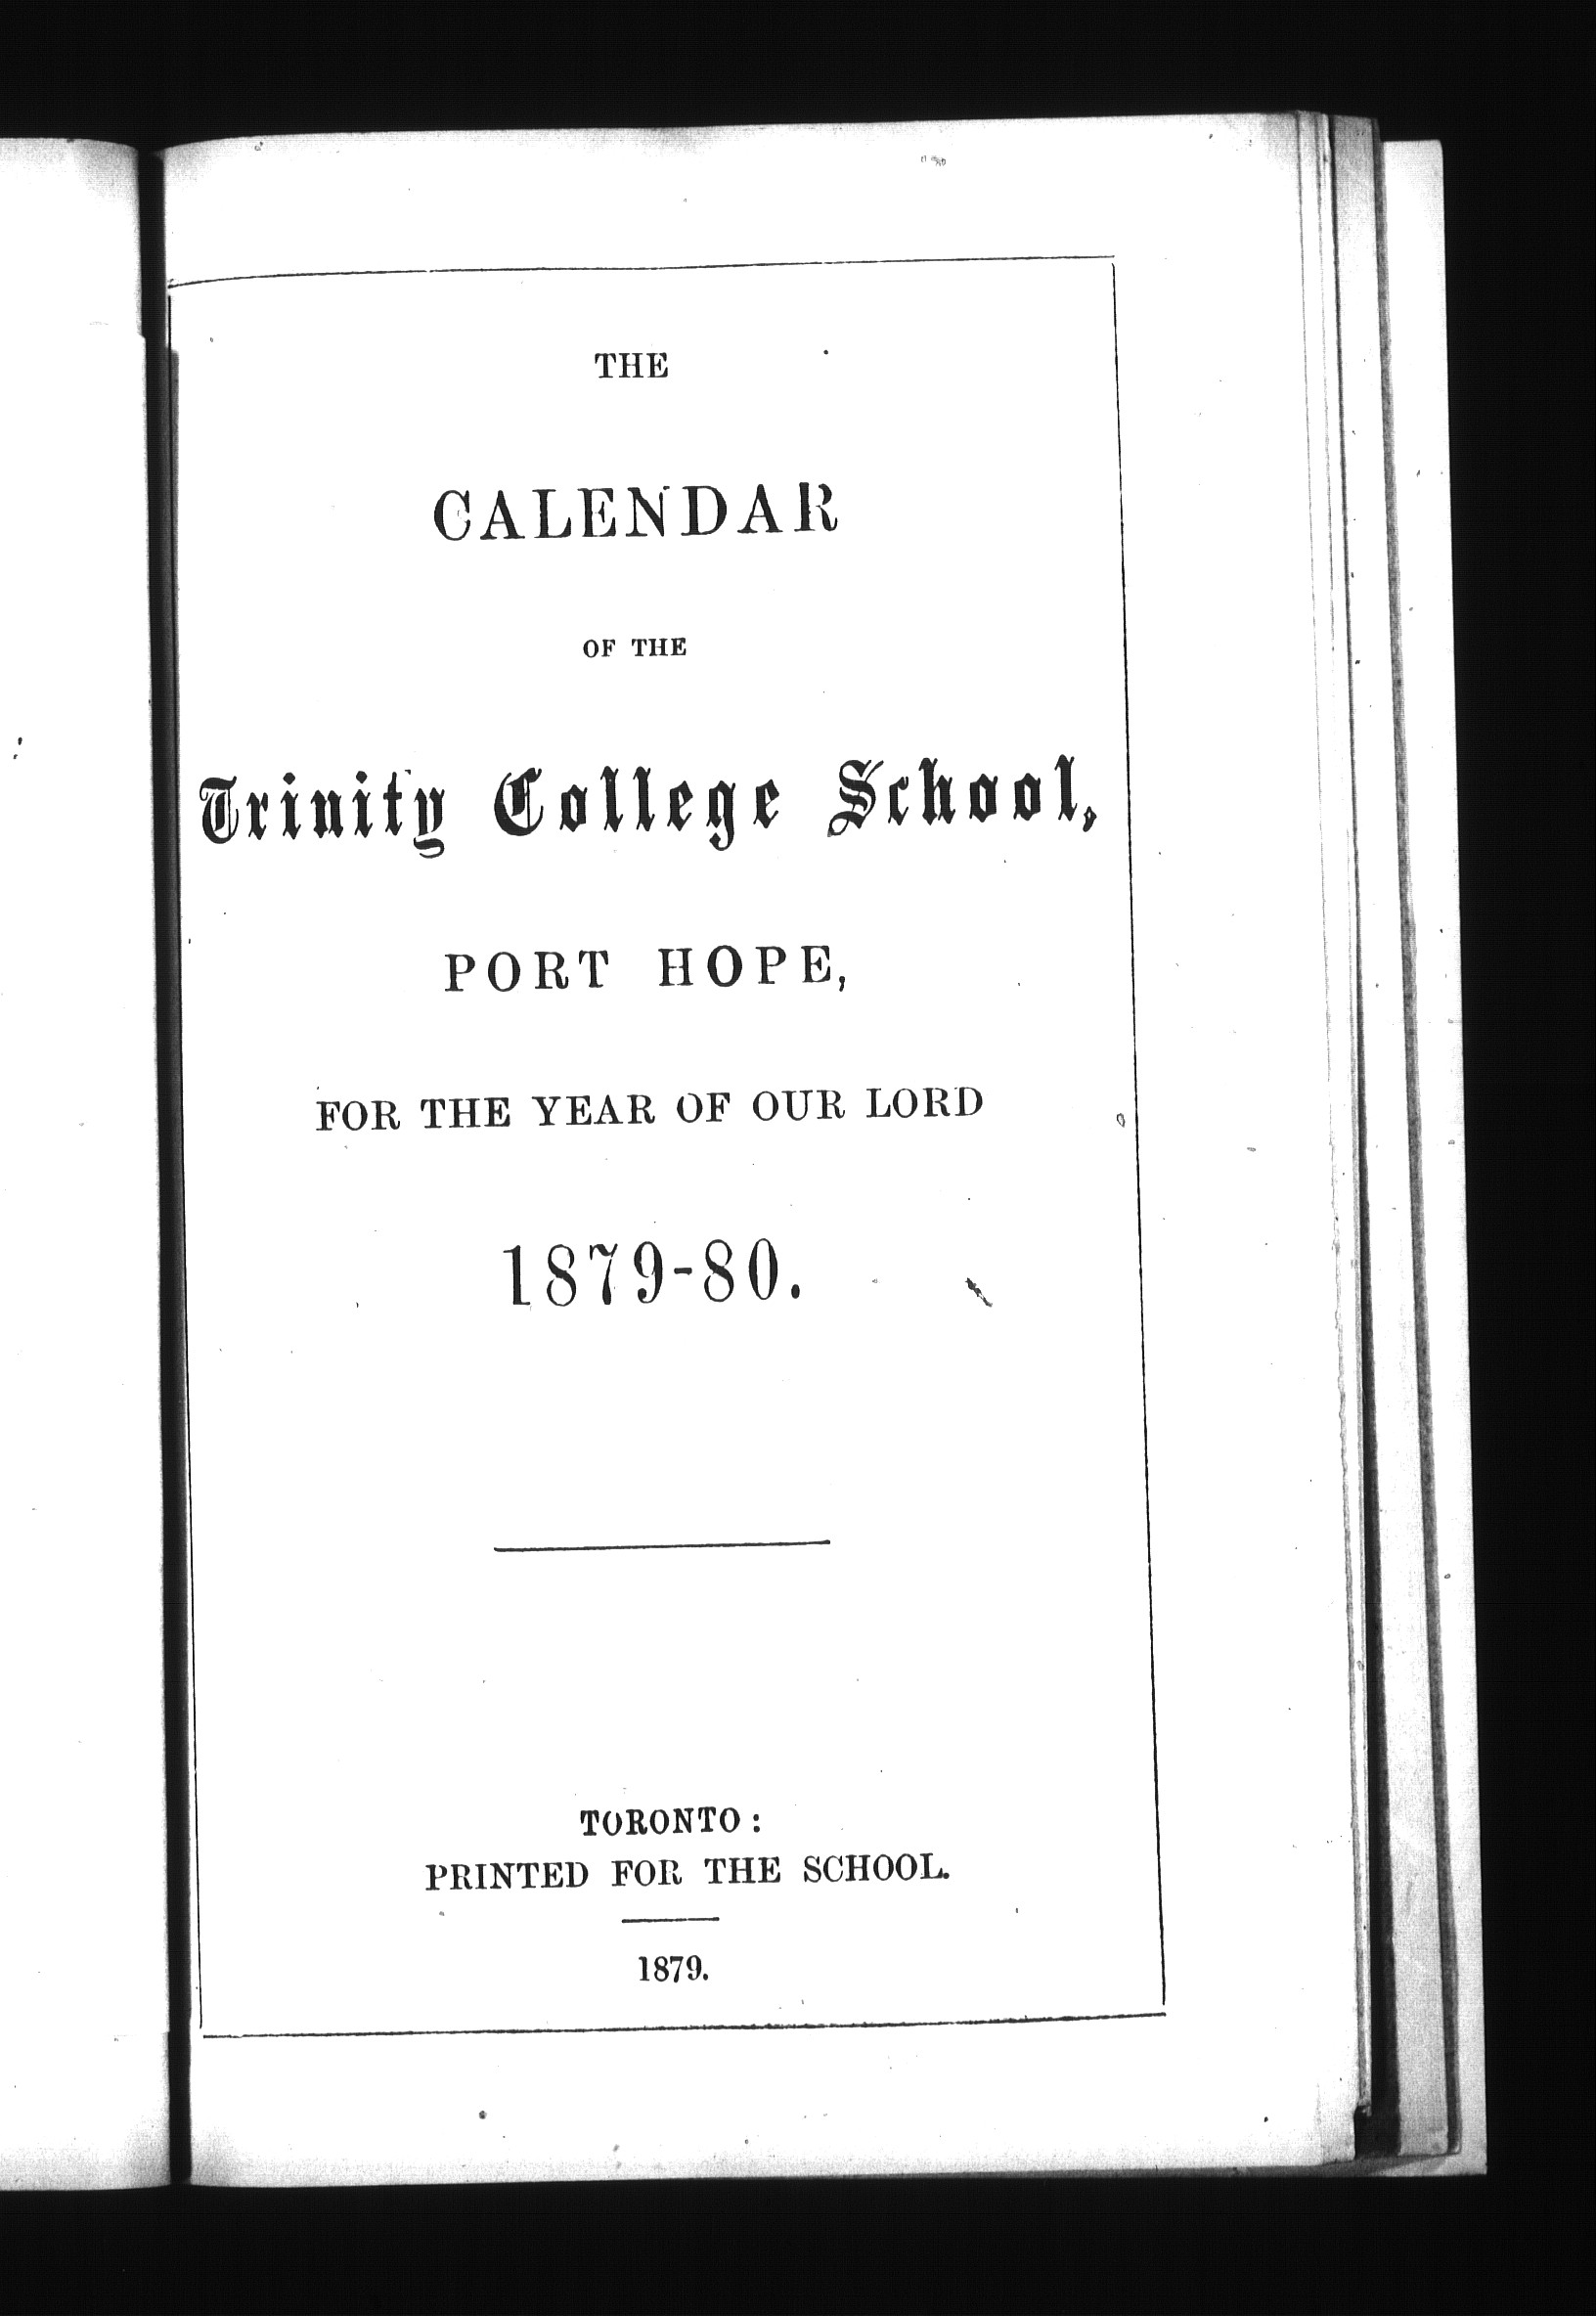 THE
CALENDAR
OF THE
Trinity College School,
PORT HOPE,
FOR THE YEAR OF OUR LORD
1879-80.
TORONTO:
PRINTED FOR THE SCHOOL.
1879.